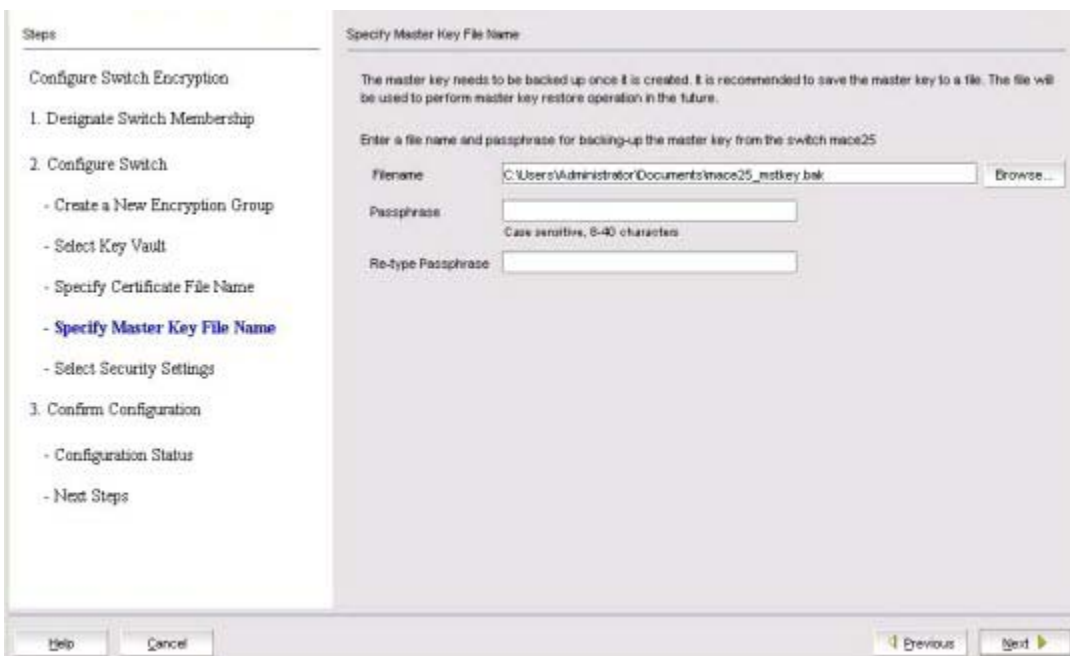 Steps
Configure Switch Encryption
1. Designate Switch Membership
2. Configure Switch
- Create a New Encryption Group
- Select Key Vault
- Specify Certificate File Name
- Specify Master Key File Name
- Select Security Settings
3. Confirm Configuration
- Configuration Status
- Next Steps
Specify Master Key File Name
The master key needs to be backed up once it is created. It is recommended to save the master key to a file. The file will
be used to perform master key restore operation in the future.
Enter a file name and passphrase for backing-up the master key from the switch mace25
Filename
C:\Users\Administrator\Documents\mace25_mstkey.bak
Browse...
Passphrase
Case sensitive, 8-40 characters
Re-type Passphrase
Help
Cancel
Previous
Next